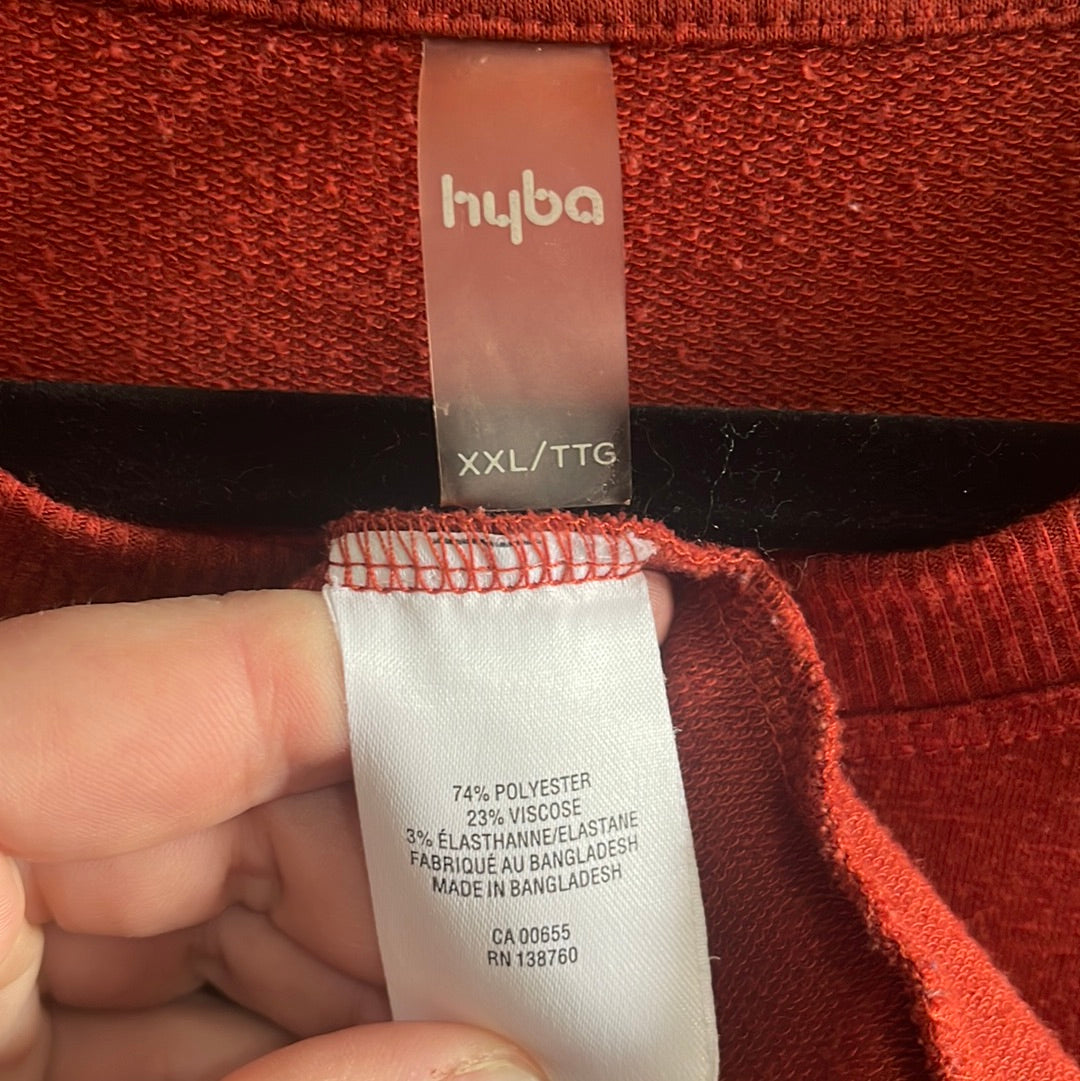 hyba
XXL/TTG
74% POLYESTER
23% VISCOSE
3% ÉLASTHANNE/ELASTANE
FABRIQUÉ AU BANGLADESH
MADE IN BANGLADESH
CA 00655
RN 138760